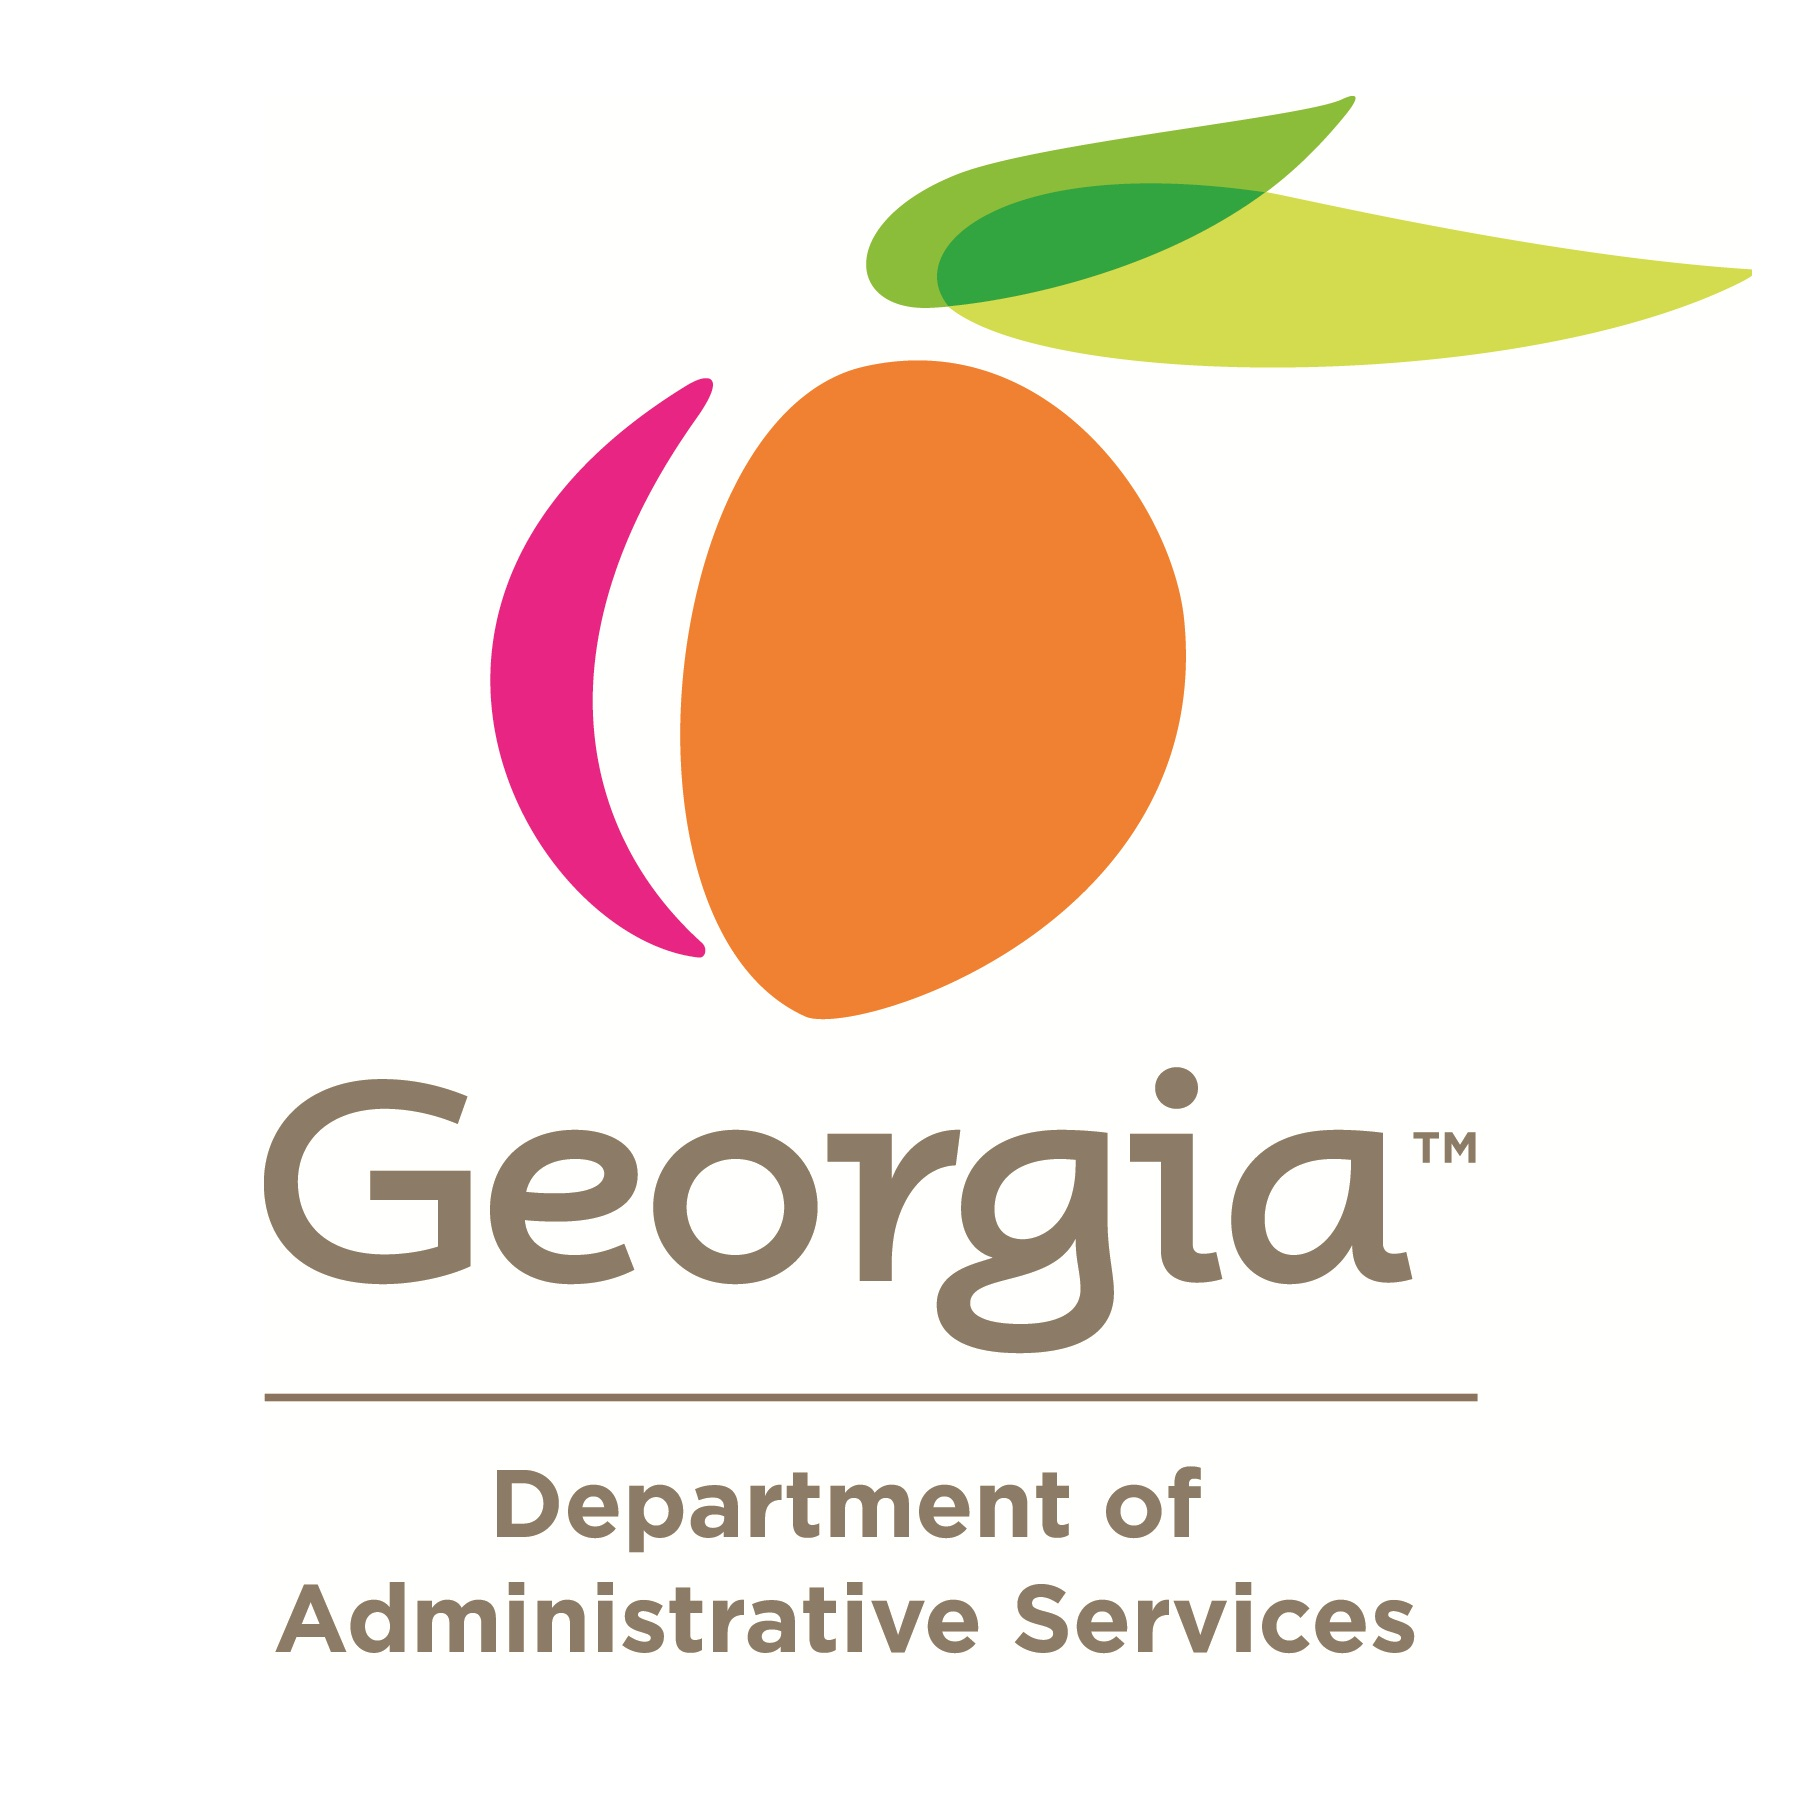 Georgia™
Department of
Administrative Services